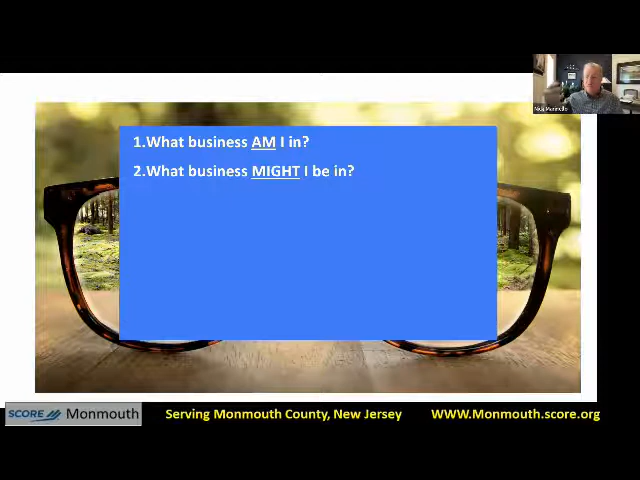 1.What business AM I in?
2.What business MIGHT I be in?
SCORE Monmouth
Serving Monmouth County, New Jersey
WWW.Monmouth.score.org